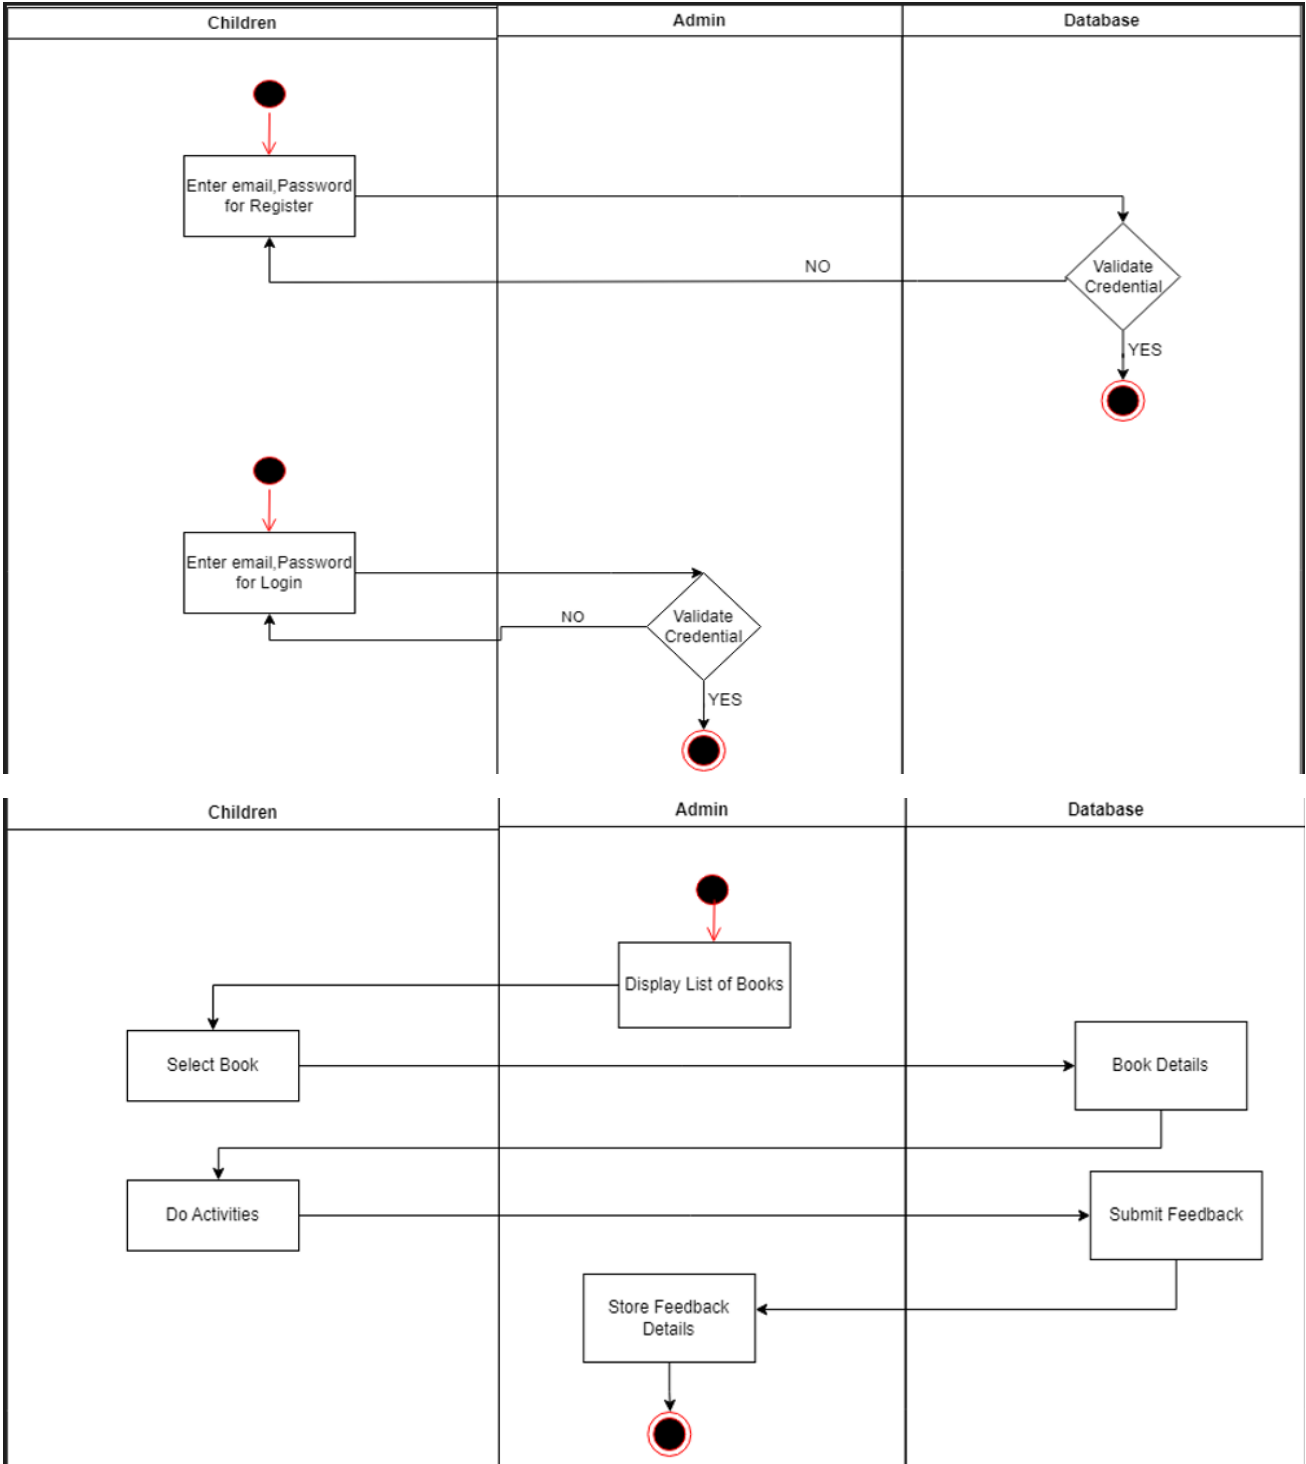 Children
Admin
Database
Enter email,Password
for Register
NO
Validate
Credential
YES
Enter email,Password
for Login
NO
Validate
Credential
YES
Children
Admin
Database
Display List of Books
Select Book
Book Details
Do Activities
Submit Feedback
Store Feedback
Details